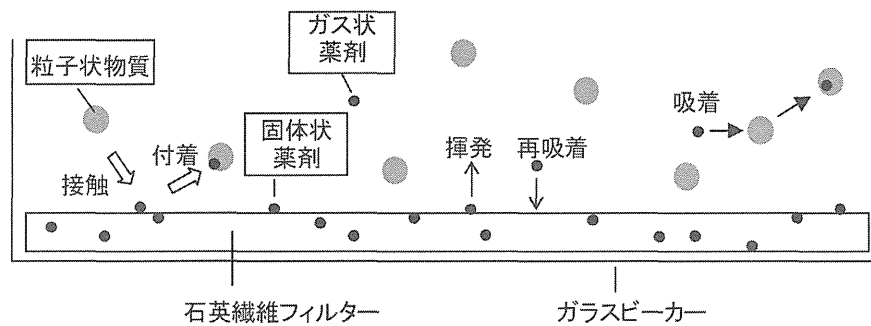 粒子状物質
ガス状
薬剤
固体状
薬剤
付着
接触
揮発
再吸着
吸着
石英繊維フィルター
ガラスビーカー